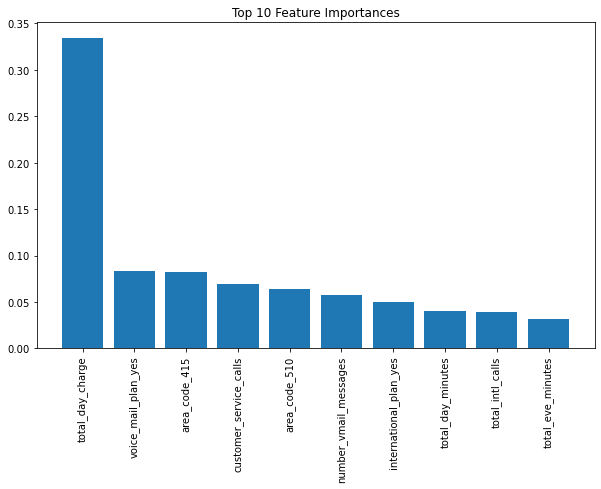 Top 10 Feature Importances
0.35
0.30
0.25
0.20
0.15
0.10
0.05
0.00
total_day_charge
voice_mail_plan_yes
area_code_415
customer_service_calls
area_code_510
number_vmail_messages
international_plan_yes
total_day_minutes
total_intl_calls
total_eve_minutes